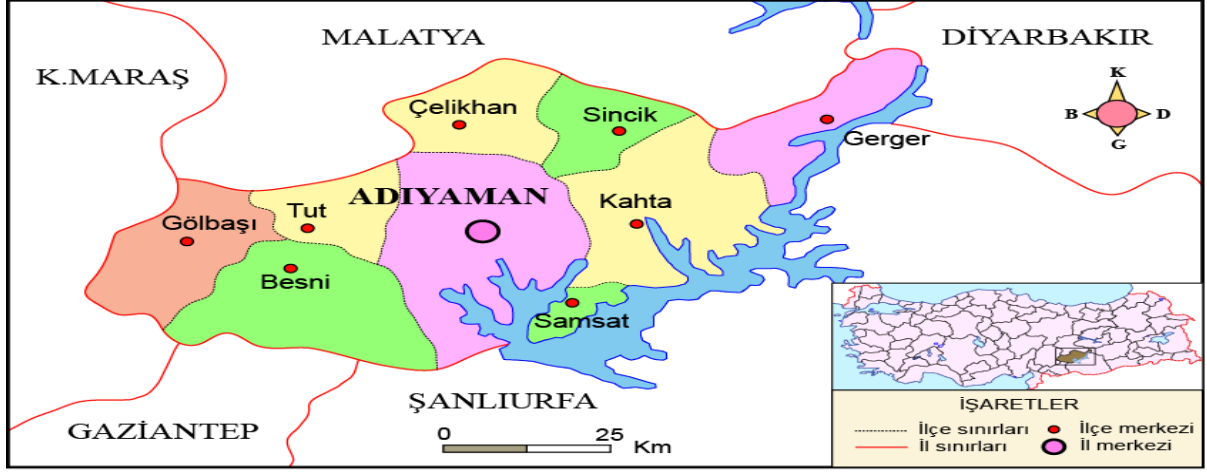 MALATYA
DİYARBAKIR
K.MARAŞ
K
B
D
G
Çelikhan
Sincik
Gerger
ADIYAMAN
Kahta
Tut
Gölbaşı
Besni
Samsat
ŞANLIURFA
GAZİANTEP
0 25
Km
İŞARETLER
İlçe sınırları
İlçe merkezi
İl sınırları
İl merkezi